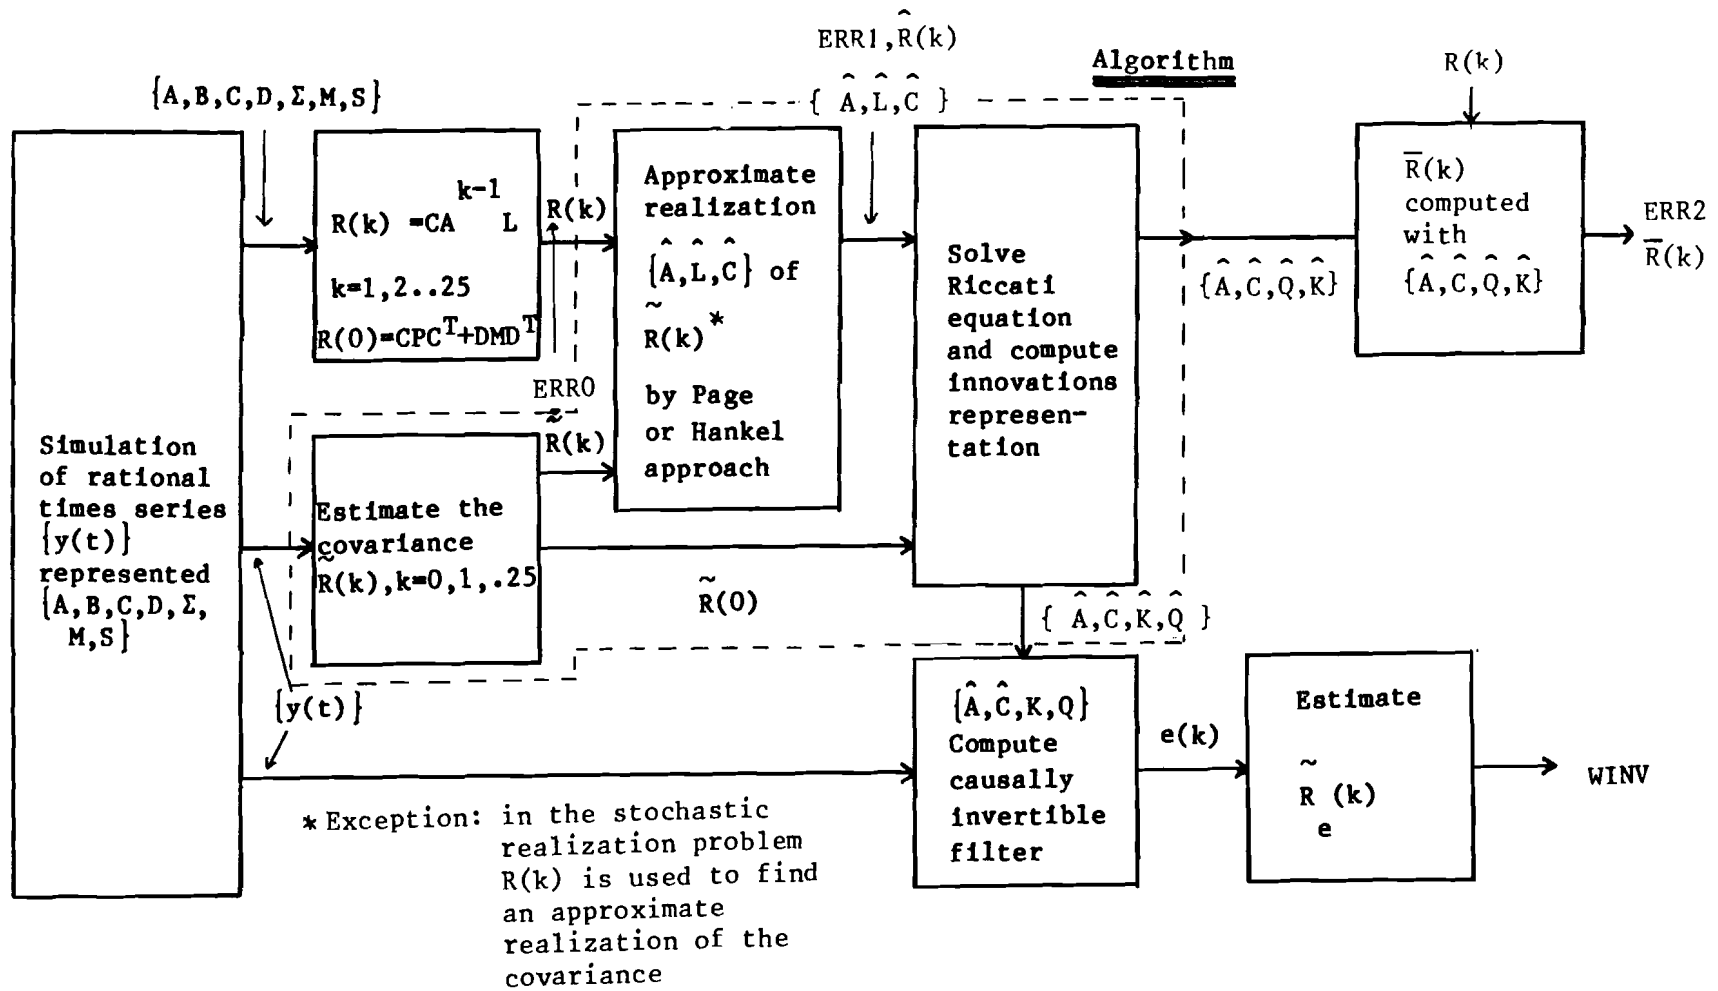 ERR1,R̂(k)
Algorithm
{A,B,C,D,Σ,M,S}
{ Â,L̂,Ĉ }
R(k)
Simulation
of rational
times series
{y(t)}
represented
{A,B,C,D,Σ,
M,S}
k-1
R(k) =CA L
k=1,2..25
R(0)=CPCᵀ+DMDᵀ
R(k)
ERR0
R̃(k)
Estimate the
covariance
R̃(k),k=0,1,.25
{y(t)}
Approximate
realization
{Â,L̂,Ĉ} of
R̃(k)*
by Page
or Hankel
approach
R̃(0)
Solve
Riccati
equation
and compute
innovations
represen-
tation
{Â,Ĉ,Q̂,K̂}
R̄(k)
computed
with
{Â,Ĉ,Q̂,K̂}
ERR2
R̄(k)
{ Â,Ĉ,K̂,Q̂ }
{Â,Ĉ,K,Q}
Compute
causally
invertible
filter
e(k)
Estimate
R̃ (k)
e
WINV
* Exception: in the stochastic
realization problem
R(k) is used to find
an approximate
realization of the
covariance